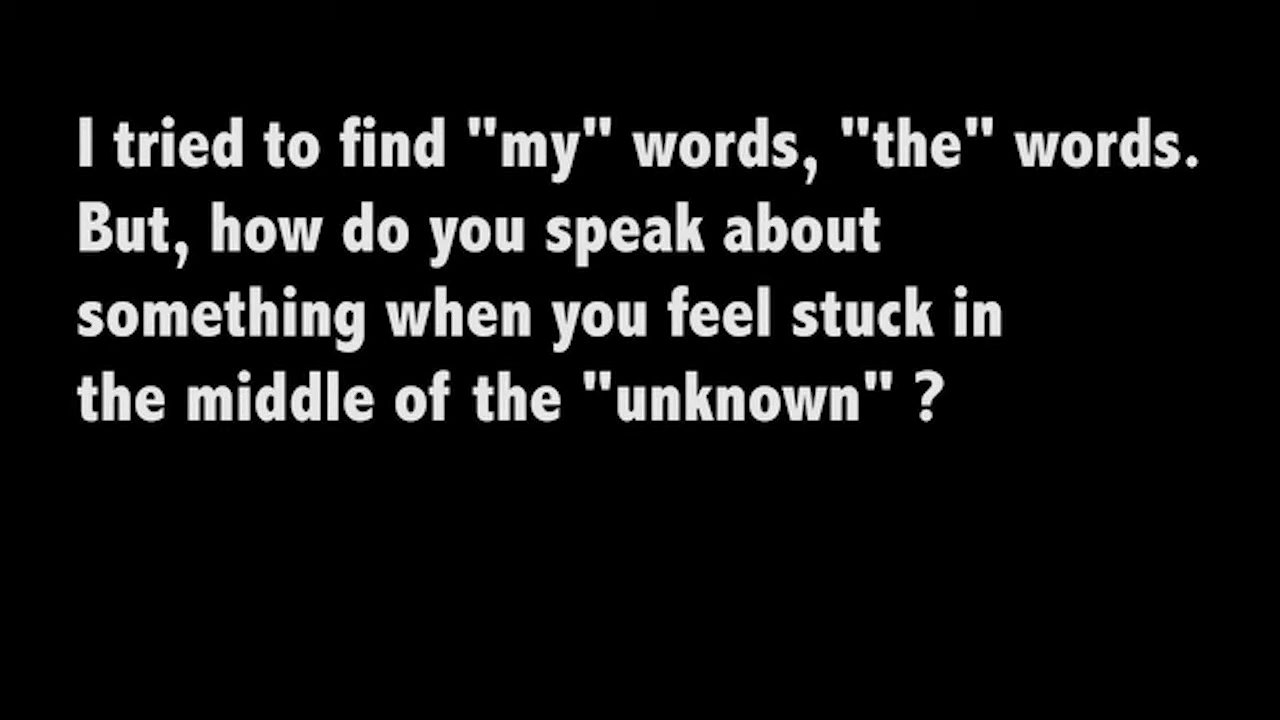 I tried to find "my" words, "the" words.
But, how do you speak about
something when you feel stuck in
the middle of the "unknown" ?